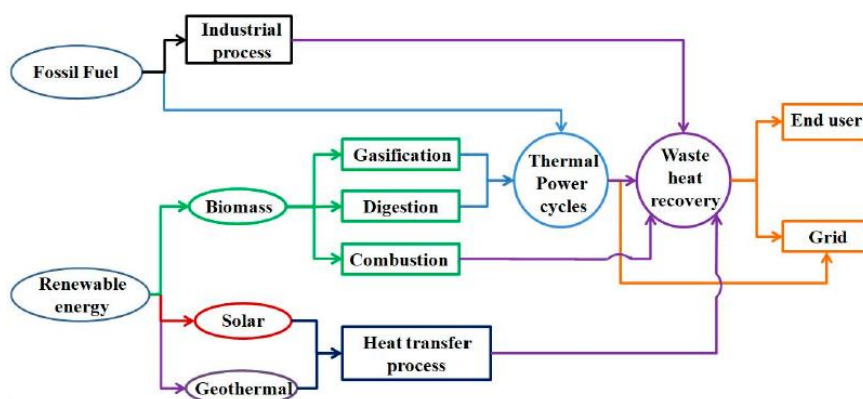 Industrial
process
Fossil Fuel
End user
Gasification
Thermal
Power
cycles
Waste
heat
recovery
Biomass
Digestion
Grid
Combustion
Renewable
energy
Solar
Heat transfer
process
Geothermal